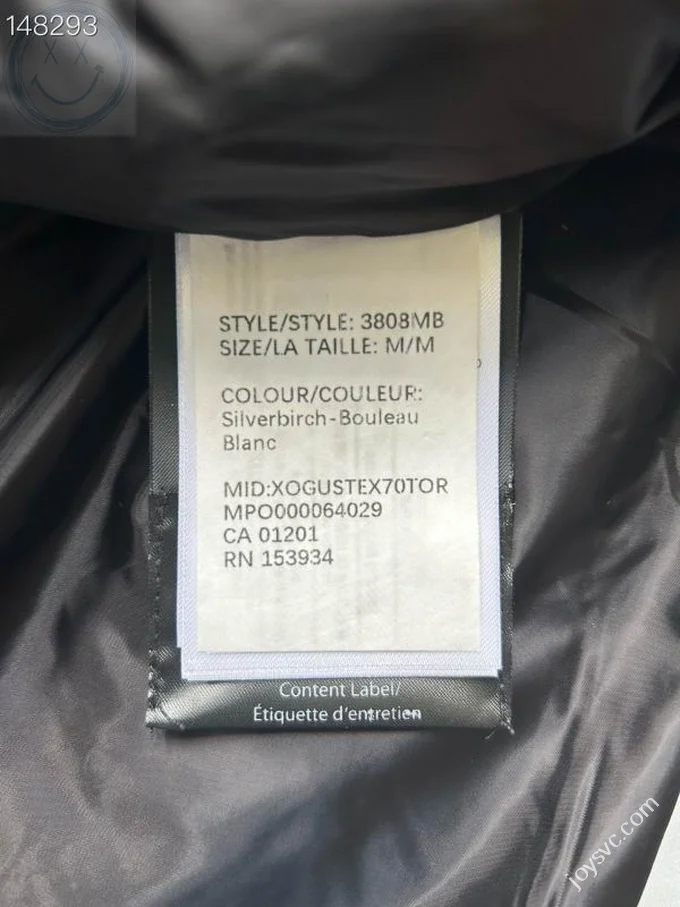 148293
STYLE/STYLE: 3808MB
SIZE/LA TAILLE: M/M
COLOUR/COULEUR:
Silverbirch-Bouleau
Blanc
MID:XOGUSTEX70TOR
MPO000064029
CA 01201
RN 153934
Content Label/
Étiquette d'entretien
joysvc.com